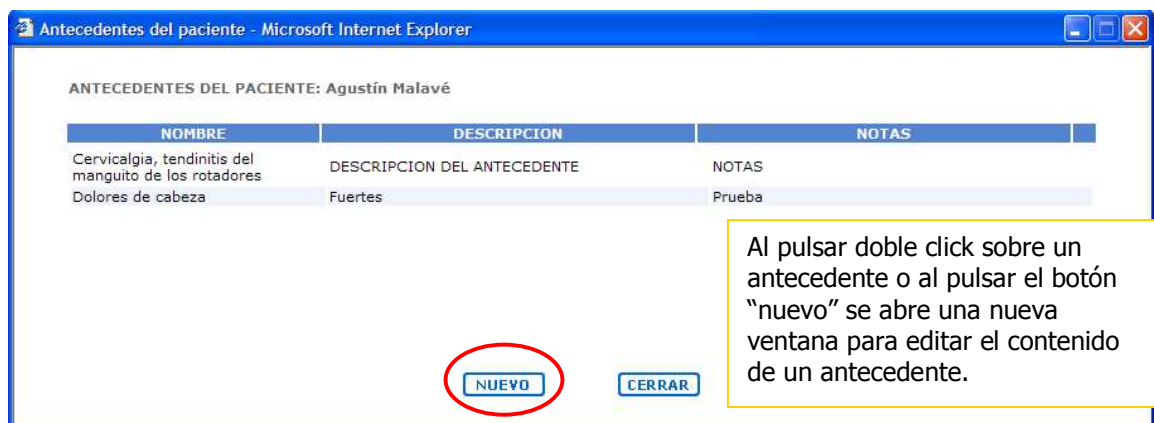 Antecedentes del paciente - Microsoft Internet Explorer
ANTECEDENTES DEL PACIENTE: Agustín Malavé
NOMBRE DESCRIPCION NOTAS
Cervicalgia, tendinitis del
manguito de los rotadores
DESCRIPCION DEL ANTECEDENTE NOTAS
Dolores de cabeza Fuertes Prueba
Al pulsar doble click sobre un
antecedente o al pulsar el botón
“nuevo” se abre una nueva
ventana para editar el contenido
de un antecedente.
NUEVO CERRAR